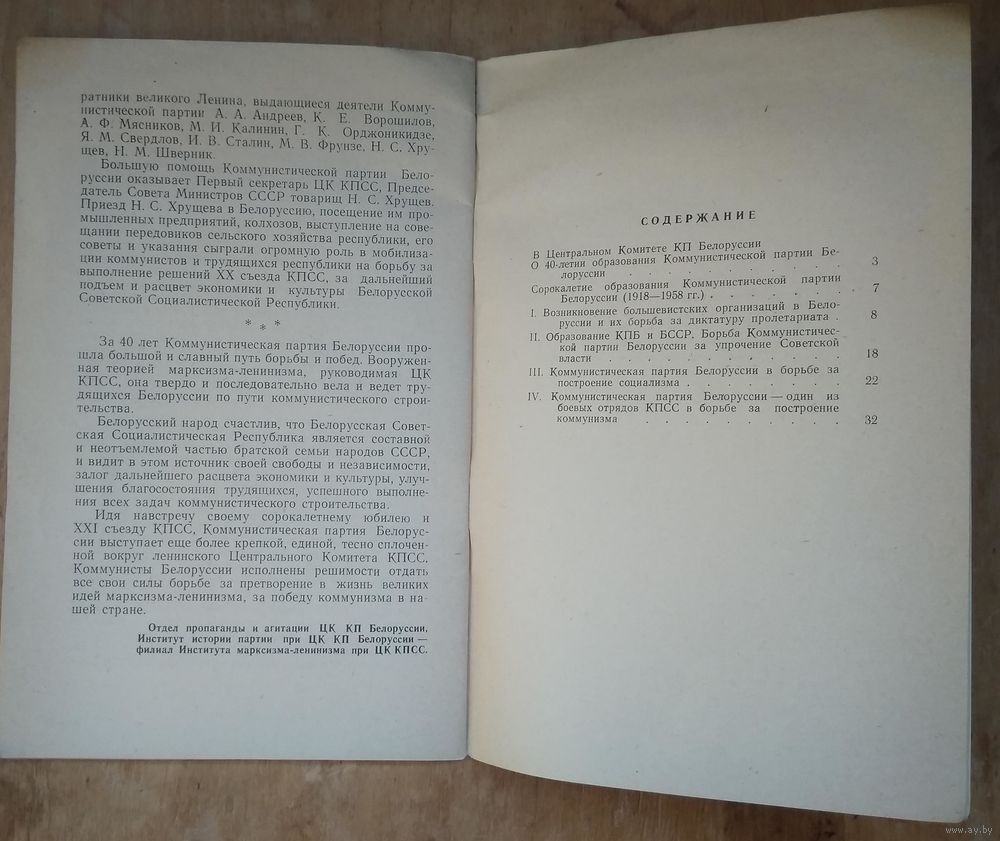 ратники великого Ленина, выдающиеся деятели Комму-
нистической партии А. А. Андреев, К. Е. Ворошилов,
А. Ф. Мясников, М. И. Калинин, Г. К. Орджоникидзе,
Я. М. Свердлов, И. В. Сталин, М. В. Фрунзе, Н. С. Хру-
щев, Н. М. Шверник.
Большую помощь Коммунистической партии Бело-
руссии оказывает Первый секретарь ЦК КПСС, Предсе-
датель Совета Министров СССР товарищ Н. С. Хрущев.
Приезд Н. С. Хрущева в Белоруссию, посещение им про-
мышленных предприятий, колхозов, выступление на сове-
щании передовиков сельского хозяйства республики, его
советы и указания сыграли огромную роль в мобилиза-
ции коммунистов и трудящихся республики на борьбу за
выполнение решений XX съезда КПСС, за дальнейший
подъем и расцвет экономики и культуры Белорусской
Советской Социалистической Республики.
* * *
За 40 лет Коммунистическая партия Белоруссии про-
шла большой и славный путь борьбы и побед. Вооружен-
ная теорией марксизма-ленинизма, руководимая ЦК
КПСС, она твердо и последовательно вела и ведет тру-
дящихся Белоруссии по пути коммунистического строи-
тельства.
Белорусский народ счастлив, что Белорусская Совет-
ская Социалистическая Республика является составной
и неотъемлемой частью братской семьи народов СССР,
и видит в этом источник своей свободы и независимости,
залог дальнейшего расцвета экономики и культуры, улуч-
шения благосостояния трудящихся, успешного выполне-
ния всех задач коммунистического строительства.
Идя навстречу своему сорокалетнему юбилею и
XXI съезду КПСС, Коммунистическая партия Белорус-
сии выступает еще более крепкой, единой, тесно сплочен-
ной вокруг ленинского Центрального Комитета КПСС.
Коммунисты Белоруссии исполнены решимости отдать
все свои силы борьбе за претворение в жизнь великих
идей марксизма-ленинизма, за победу коммунизма в на-
шей стране.
Отдел пропаганды и агитации ЦК КП Белоруссии,
Институт истории партии при ЦК КП Белоруссии —
филиал Института марксизма-ленинизма при ЦК КПСС.
СОДЕРЖАНИЕ
В Центральном Комитете КП Белоруссии
О 40-летии образования Коммунистической партии Бе-
лоруссии . . . . . . . . . 3
Сорокалетие образования Коммунистической партии
Белоруссии (1918—1958 гг.) . . . . . . 7
I. Возникновение большевистских организаций в Бело-
руссии и их борьба за диктатуру пролетариата . 8
II. Образование КПБ и БССР. Борьба Коммунистиче-
ской партии Белоруссии за упрочение Советской
власти . . . . . . . . . 18
III. Коммунистическая партия Белоруссии в борьбе за
построение социализма . . . . . . . 22
IV. Коммунистическая партия Белоруссии — один из
боевых отрядов КПСС в борьбе за построение
коммунизма . . . . . . . . . 32
www.ay.by